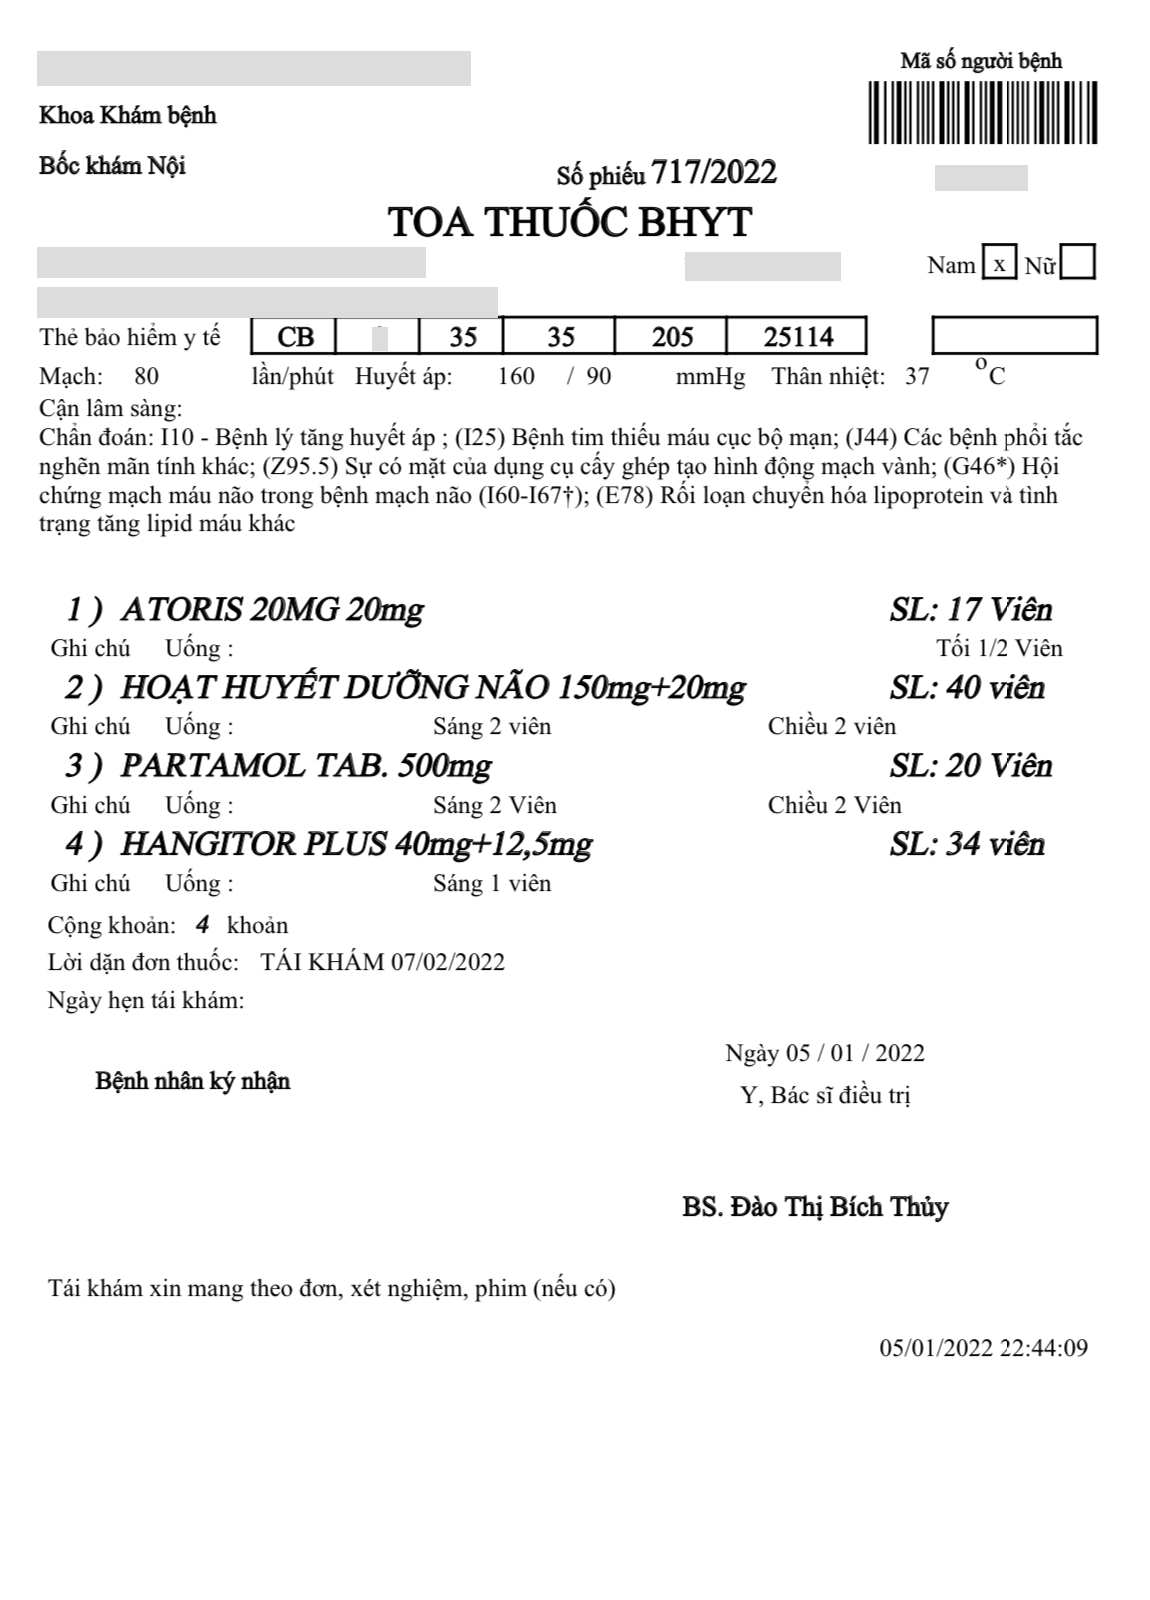 Mã số người bệnh
Khoa Khám bệnh
Bốc khám Nội
Số phiếu 717/2022
TOA THUỐC BHYT
Nam x Nữ
Thẻ bảo hiểm y tế CB 35 35 205 25114
Mạch: 80 lần/phút Huyết áp: 160 / 90 mmHg Thân nhiệt: 37 °C
Cận lâm sàng:
Chẩn đoán: I10 - Bệnh lý tăng huyết áp ; (I25) Bệnh tim thiếu máu cục bộ mạn; (J44) Các bệnh phổi tắc
nghẽn mãn tính khác; (Z95.5) Sự có mặt của dụng cụ cấy ghép tạo hình động mạch vành; (G46*) Hội
chứng mạch máu não trong bệnh mạch não (I60-I67†); (E78) Rối loạn chuyển hóa lipoprotein và tình
trạng tăng lipid máu khác
1 ) ATORIS 20MG 20mg SL: 17 Viên
Ghi chú Uống : Tối 1/2 Viên
2 ) HOẠT HUYẾT DƯỠNG NÃO 150mg+20mg SL: 40 viên
Ghi chú Uống : Sáng 2 viên Chiều 2 viên
3 ) PARTAMOL TAB. 500mg SL: 20 Viên
Ghi chú Uống : Sáng 2 Viên Chiều 2 Viên
4 ) HANGITOR PLUS 40mg+12,5mg SL: 34 viên
Ghi chú Uống : Sáng 1 viên
Cộng khoản: 4 khoản
Lời dặn đơn thuốc: TÁI KHÁM 07/02/2022
Ngày hẹn tái khám:
Ngày 05 / 01 / 2022
Bệnh nhân ký nhận
Y, Bác sĩ điều trị
BS. Đào Thị Bích Thủy
Tái khám xin mang theo đơn, xét nghiệm, phim (nếu có)
05/01/2022 22:44:09